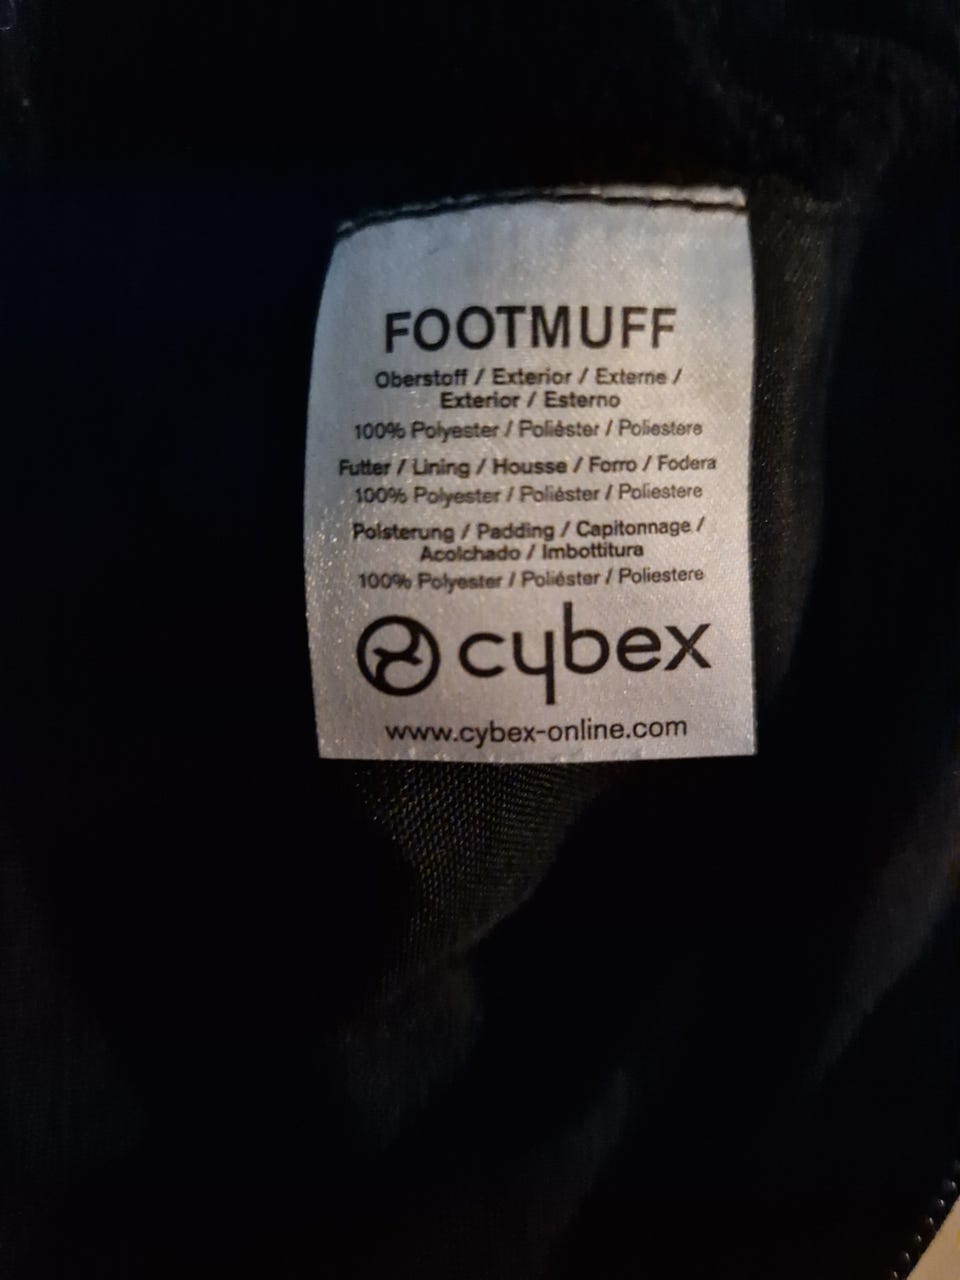 FOOTMUFF
Oberstoff / Exterior / Externe /
Exterior / Esterno
100% Polyester / Poliéster / Poliestere
Futter / Lining / Housse / Forro / Fodera
100% Polyester / Poliéster / Poliestere
Polsterung / Padding / Capitonnage /
Acolchado / Imbottitura
100% Polyester / Poliéster / Poliestere
cybex
www.cybex-online.com